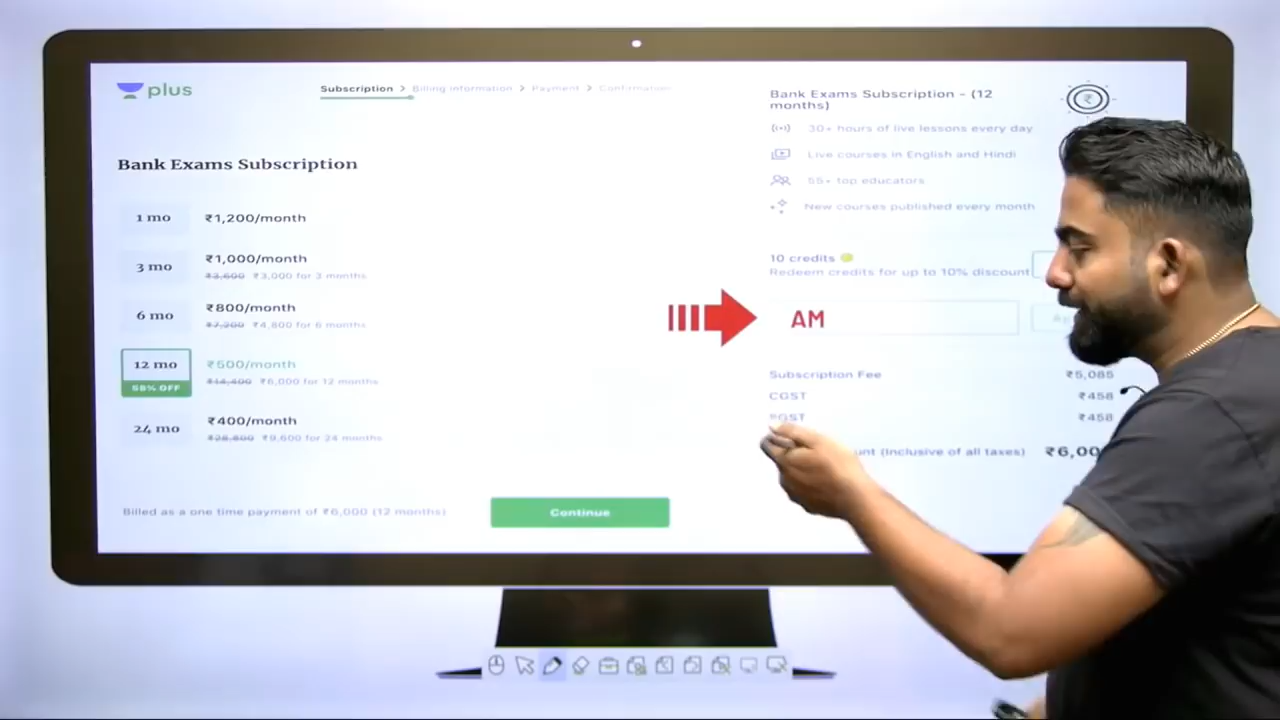 plus
Subscription > Billing information > Payment > Confirmation
Bank Exams Subscription
1 mo ₹1,200/month
3 mo ₹1,000/month
₹3,600 ₹3,000 for 3 months
6 mo ₹800/month
₹7,200 ₹4,800 for 6 months
12 mo ₹500/month
58% OFF ₹14,400 ₹6,000 for 12 months
24 mo ₹400/month
₹28,800 ₹9,600 for 24 months
Billed as a one time payment of ₹6,000 (12 months)
Continue
Bank Exams Subscription - (12
months)
30+ hours of live lessons every day
Live courses in English and Hindi
55+ top educators
New courses published every month
10 credits
Redeem credits for up to 10% discount
AM
Subscription Fee ₹5,085
CGST ₹458
SGST ₹458
(Inclusive of all taxes) ₹6,00